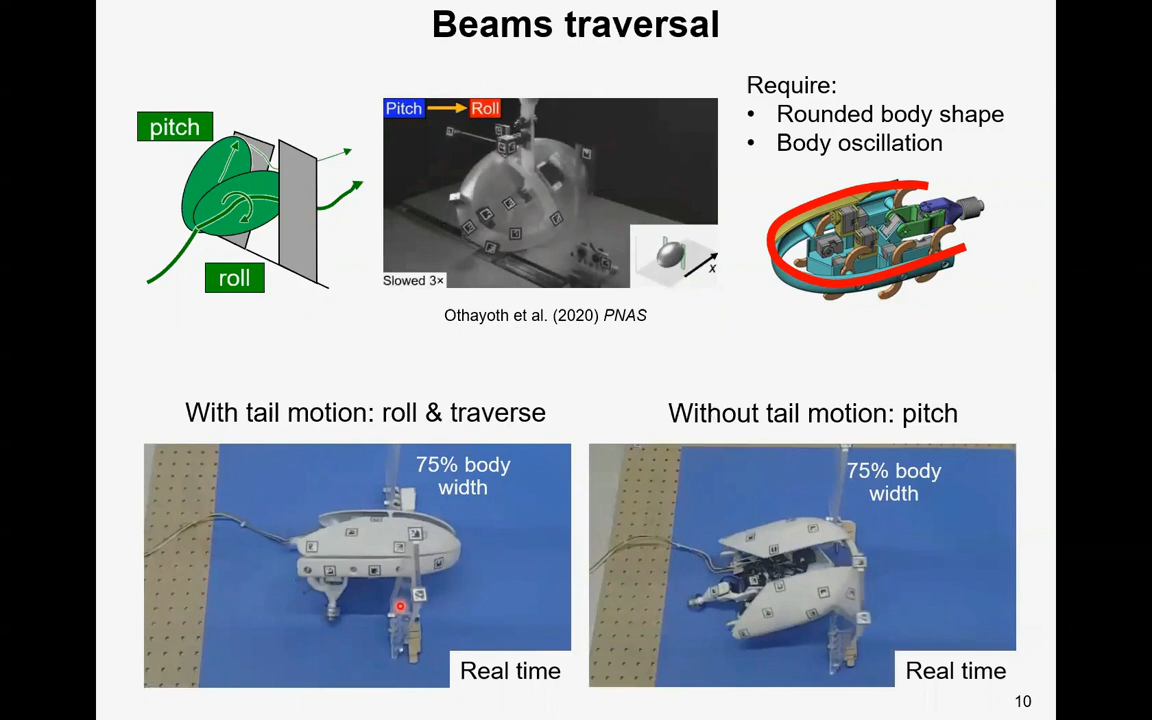 Beams traversal
pitch
roll
Pitch
Roll
Slowed 3×
x
Othayoth et al. (2020) PNAS
Require:
• Rounded body shape
• Body oscillation
With tail motion: roll & traverse
75% body
width
Real time
Without tail motion: pitch
75% body
width
Real time
10